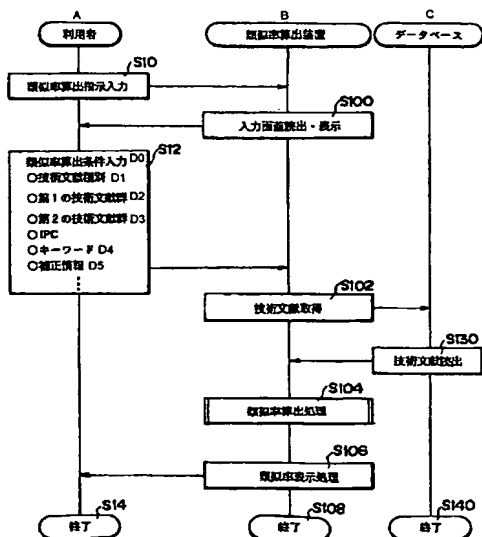 A
B
C
利用者
類似率算出装置
データベース
S10
類似率算出指示入力
S100
入力画面読出・表示
S12
類似率算出条件入力 D0
○技術文献種別 D1
○第1の技術文献群 D2
○第2の技術文献群 D3
○IPC
○キーワード D4
○補正情報 D5
S102
技術文献取得
S130
技術文献読出
S104
類似率算出処理
S106
類似率表示処理
S14
終了
S108
終了
S140
終了